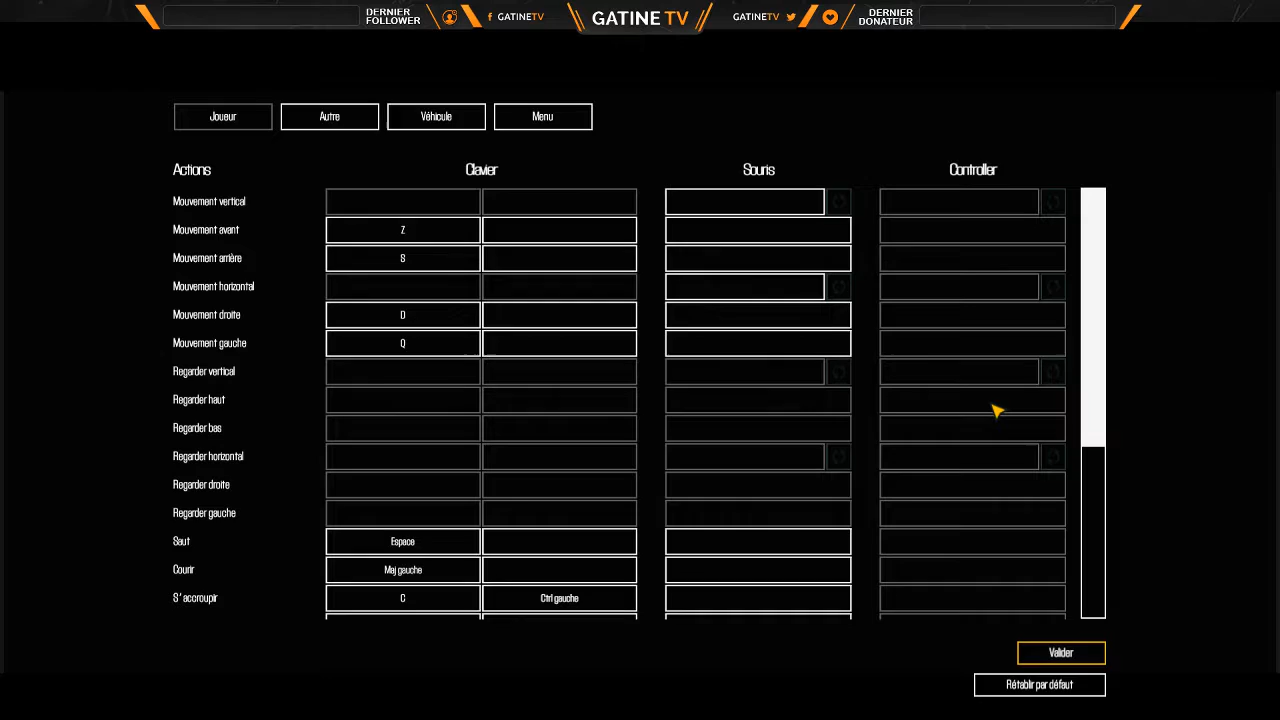 DERNIER
FOLLOWER
GATINETV
GATINE TV
GATINETV
DERNIER
DONATEUR
Joueur Autre Véhicule Menu
Actions Clavier Souris Controller
Mouvement vertical
Mouvement avant Z
Mouvement arrière S
Mouvement horizontal
Mouvement droite D
Mouvement gauche Q
Regarder vertical
Regarder haut
Regarder bas
Regarder horizontal
Regarder droite
Regarder gauche
Saut Espace
Courir Maj gauche
S'accroupir C Ctrl gauche
Valider
Rétablir par défaut